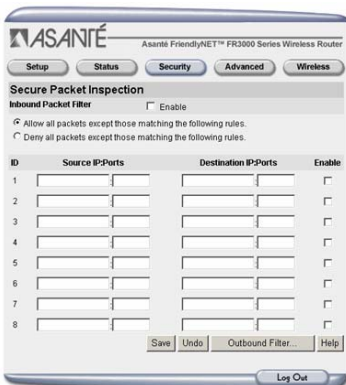 ASANTÉ
Asanté FriendlyNET™ FR3000 Series Wireless Router
Setup Status Security Advanced Wireless
Secure Packet Inspection
Inbound Packet Filter Enable
Allow all packets except those matching the following rules.
Deny all packets except those matching the following rules.
ID Source IP:Ports Destination IP:Ports Enable
1 : :
2 : :
3 : :
4 : :
5 : :
6 : :
7 : :
8 : :
Save Undo Outbound Filter... Help
Log Out